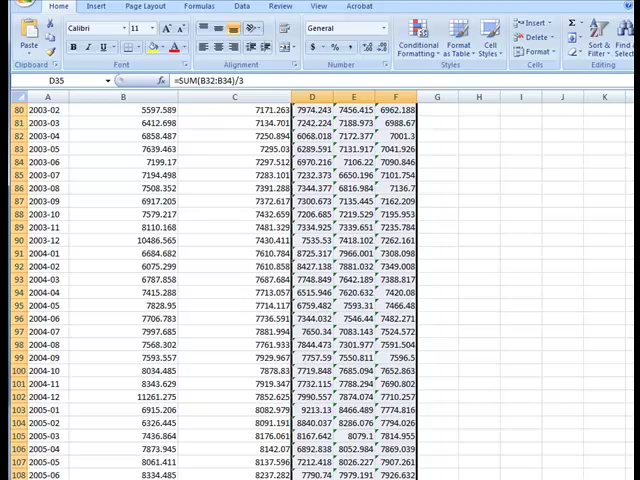 Home Insert Page Layout Formulas Data Review View Acrobat
Calibri 11 General Insert
Paste Conditional Formatting Format as Table Cell Styles Delete Sort & Filter Find & Select
B I U $ % , Format
Clipboard Font Alignment Number Styles Cells Editing
D35 fx =SUM(B32:B34)/3
A B C D E F G H I J K L
80 2003-02 5597.589 7171.263 7974.243 7456.415 6962.188
81 2003-03 6412.698 7134.701 7242.224 7188.973 6988.67
82 2003-04 6858.487 7250.894 6068.018 7172.377 7001.3
83 2003-05 7639.463 7295.03 6289.591 7131.917 7041.926
84 2003-06 7199.17 7297.512 6970.216 7106.22 7090.846
85 2003-07 7194.498 7283.101 7232.373 6650.196 7101.754
86 2003-08 7508.352 7391.288 7344.377 6816.984 7136.7
87 2003-09 6917.205 7372.617 7300.673 7135.445 7162.209
88 2003-10 7579.217 7432.659 7206.685 7219.529 7195.953
89 2003-11 8110.168 7481.329 7334.925 7339.651 7235.784
90 2003-12 10486.565 7430.411 7535.53 7418.102 7262.161
91 2004-01 6684.682 7610.784 8725.317 7966.001 7308.098
92 2004-02 6075.299 7610.858 8427.138 7881.032 7349.008
93 2004-03 6787.858 7687.684 7748.849 7642.189 7388.817
94 2004-04 7415.288 7713.057 6515.946 7620.632 7420.08
95 2004-05 7828.95 7714.117 6759.482 7593.31 7466.48
96 2004-06 7706.783 7736.591 7344.032 7546.44 7482.271
97 2004-07 7997.685 7881.994 7650.34 7083.143 7524.572
98 2004-08 7568.302 7761.933 7844.473 7301.977 7591.504
99 2004-09 7593.557 7929.967 7757.59 7550.811 7596.5
100 2004-10 8034.485 7878.83 7719.848 7685.094 7652.863
101 2004-11 8343.629 7919.347 7732.115 7788.294 7690.802
102 2004-12 11261.275 7852.625 7990.557 7874.074 7710.257
103 2005-01 6915.206 8082.979 9213.13 8466.489 7774.816
104 2005-02 6326.445 8091.191 8840.037 8286.076 7794.026
105 2005-03 7436.864 8176.061 8167.642 8079.1 7814.955
106 2005-04 7873.945 8142.07 6892.838 8052.984 7869.039
107 2005-05 8061.411 8137.596 7212.418 8026.227 7907.261
108 2005-06 8334.485 8237.282 7790.74 7979.191 7926.632